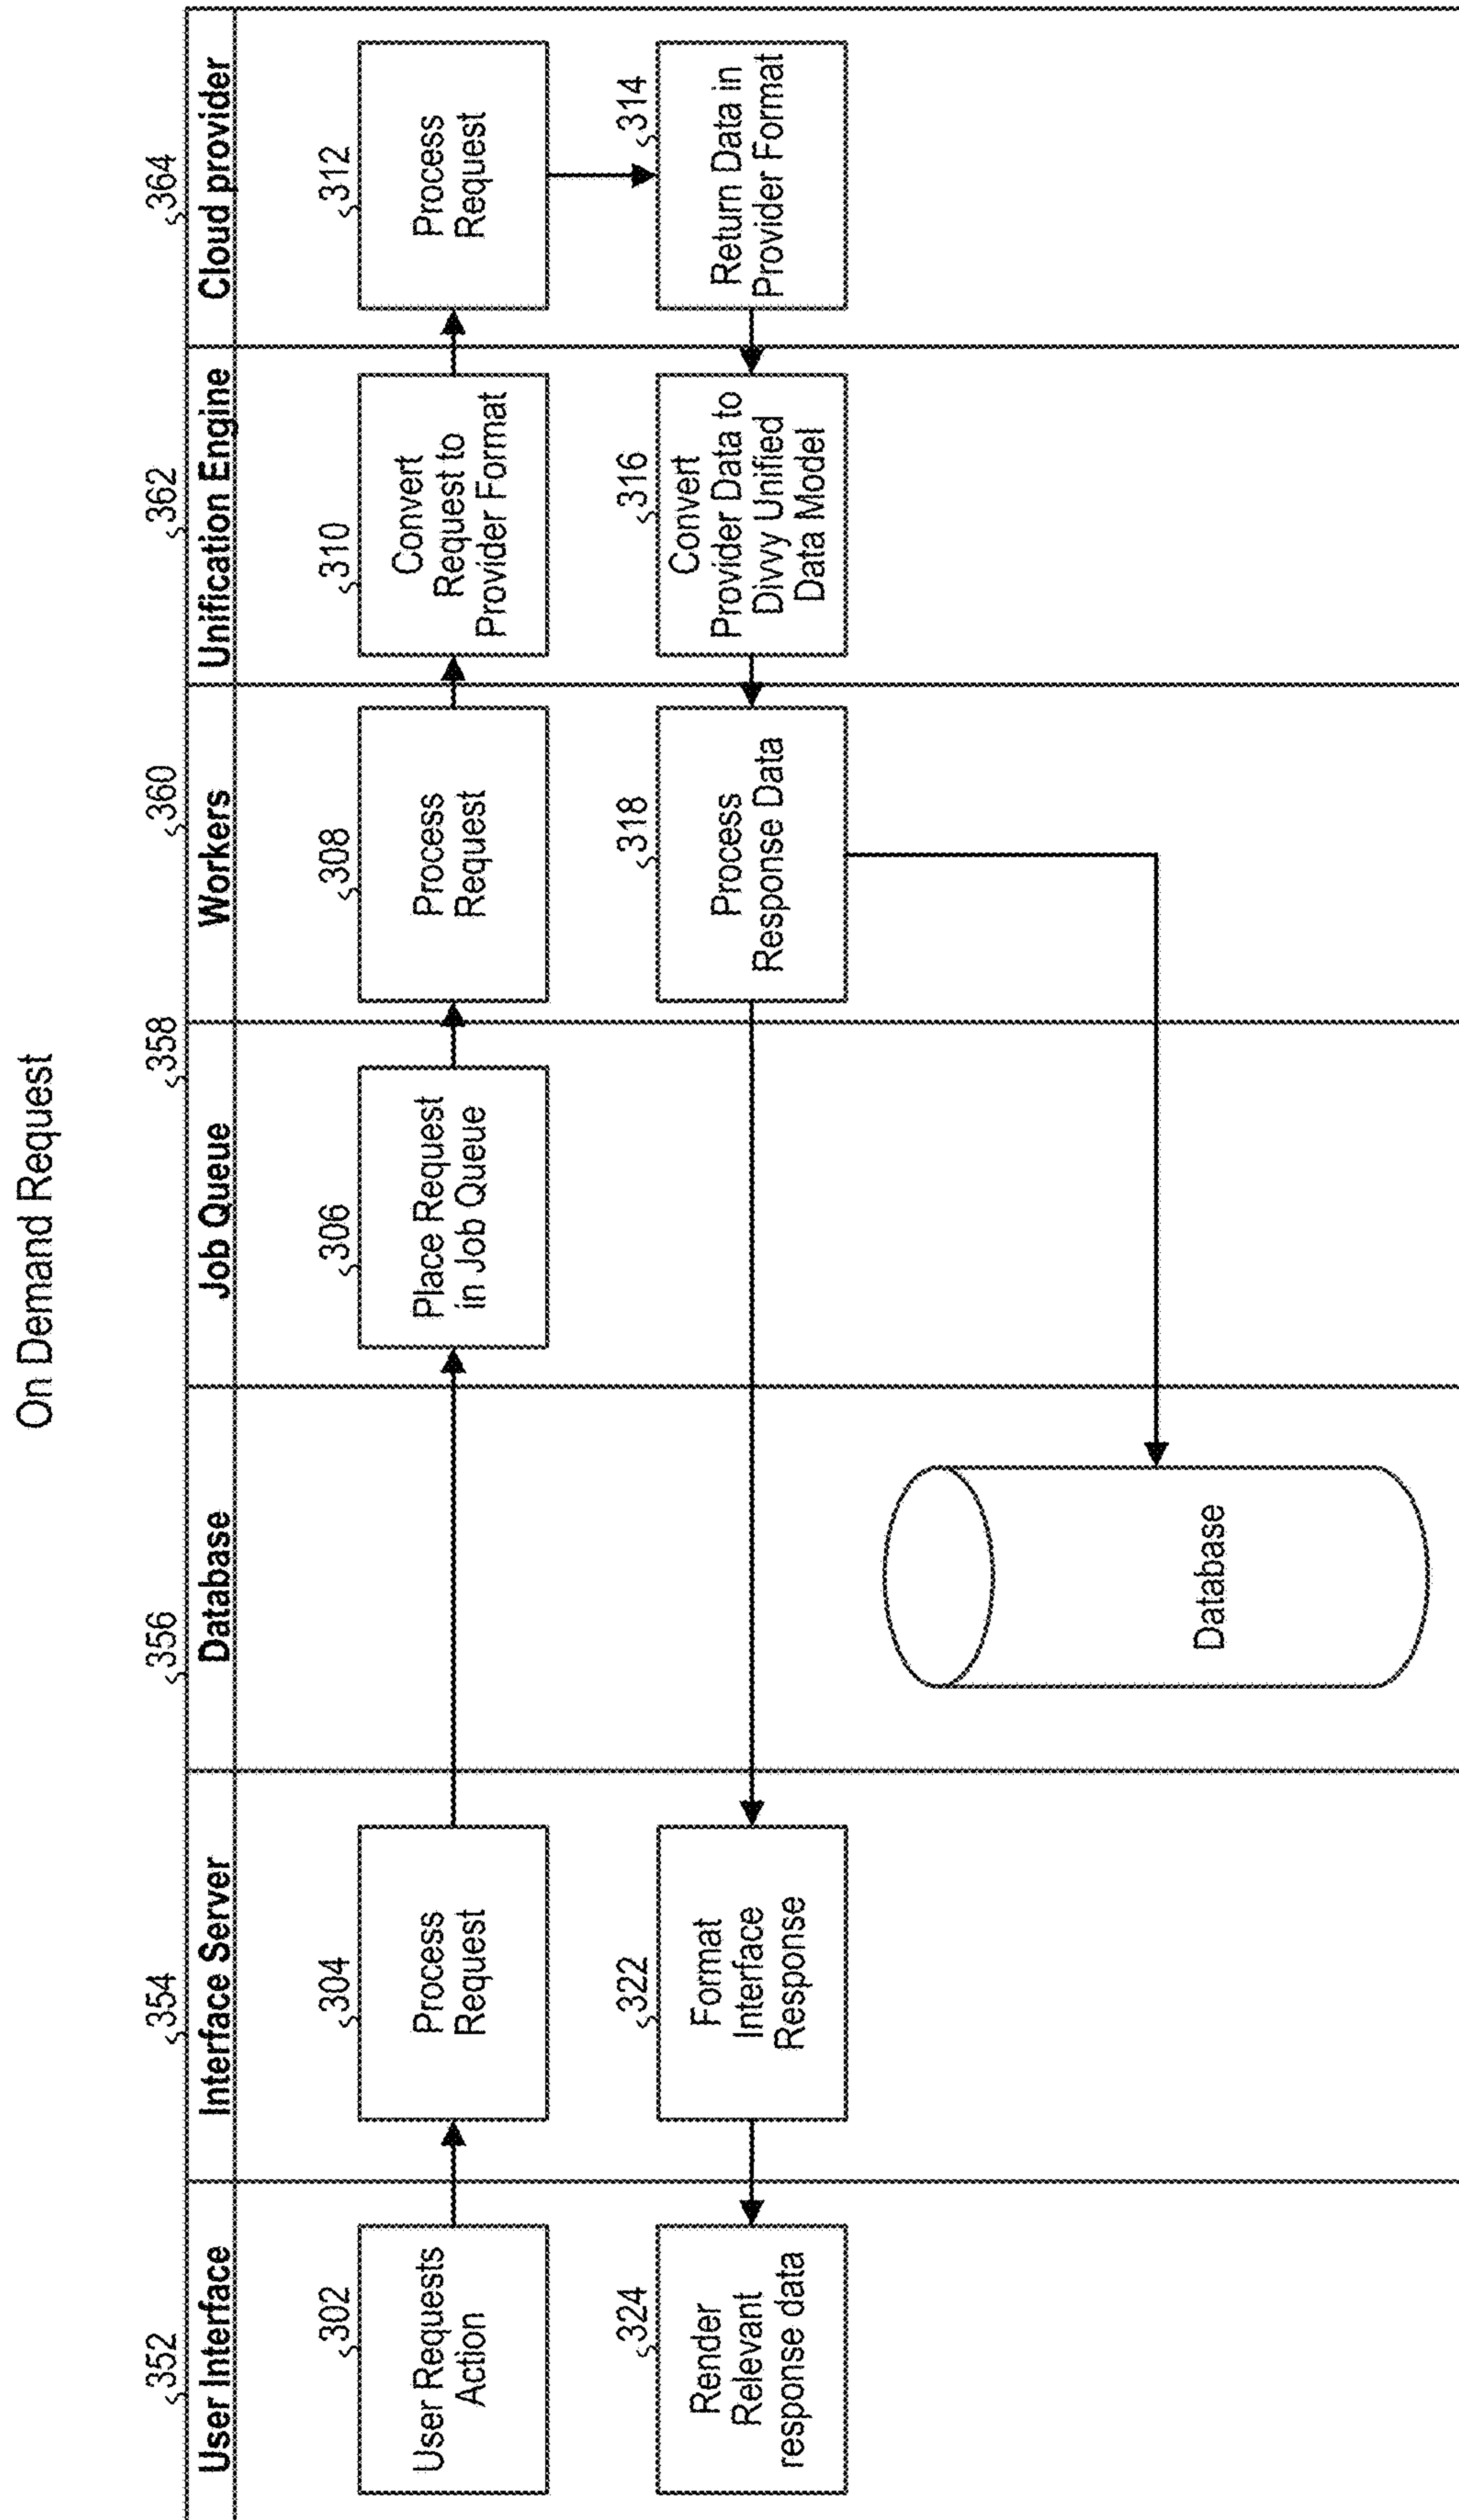 On Demand Request
352
354
356
358
360
362
364
User Interface
Interface Server
Database
Job Queue
Workers
Unification Engine
Cloud provider
302
User Requests
Action
304
Process
Request
306
Place Request
in Job Queue
308
Process
Request
310
Convert
Request to
Provider Format
312
Process
Request
324
Render
Relevant
response data
322
Format
Interface
Response
318
Process
Response Data
316
Convert
Provider Data to
Divvy Unified
Data Model
314
Return Data in
Provider Format
Database